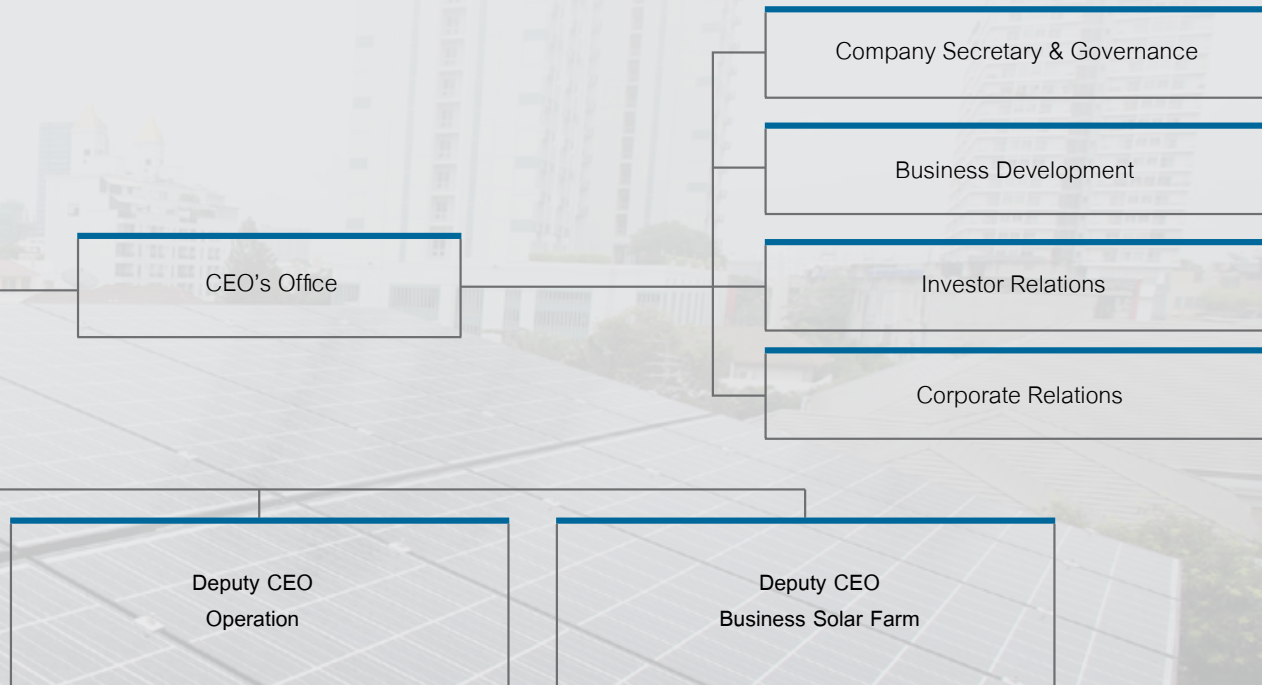 Company Secretary & Governance
Business Development
CEO's Office
Investor Relations
Corporate Relations
Deputy CEO
Operation
Deputy CEO
Business Solar Farm